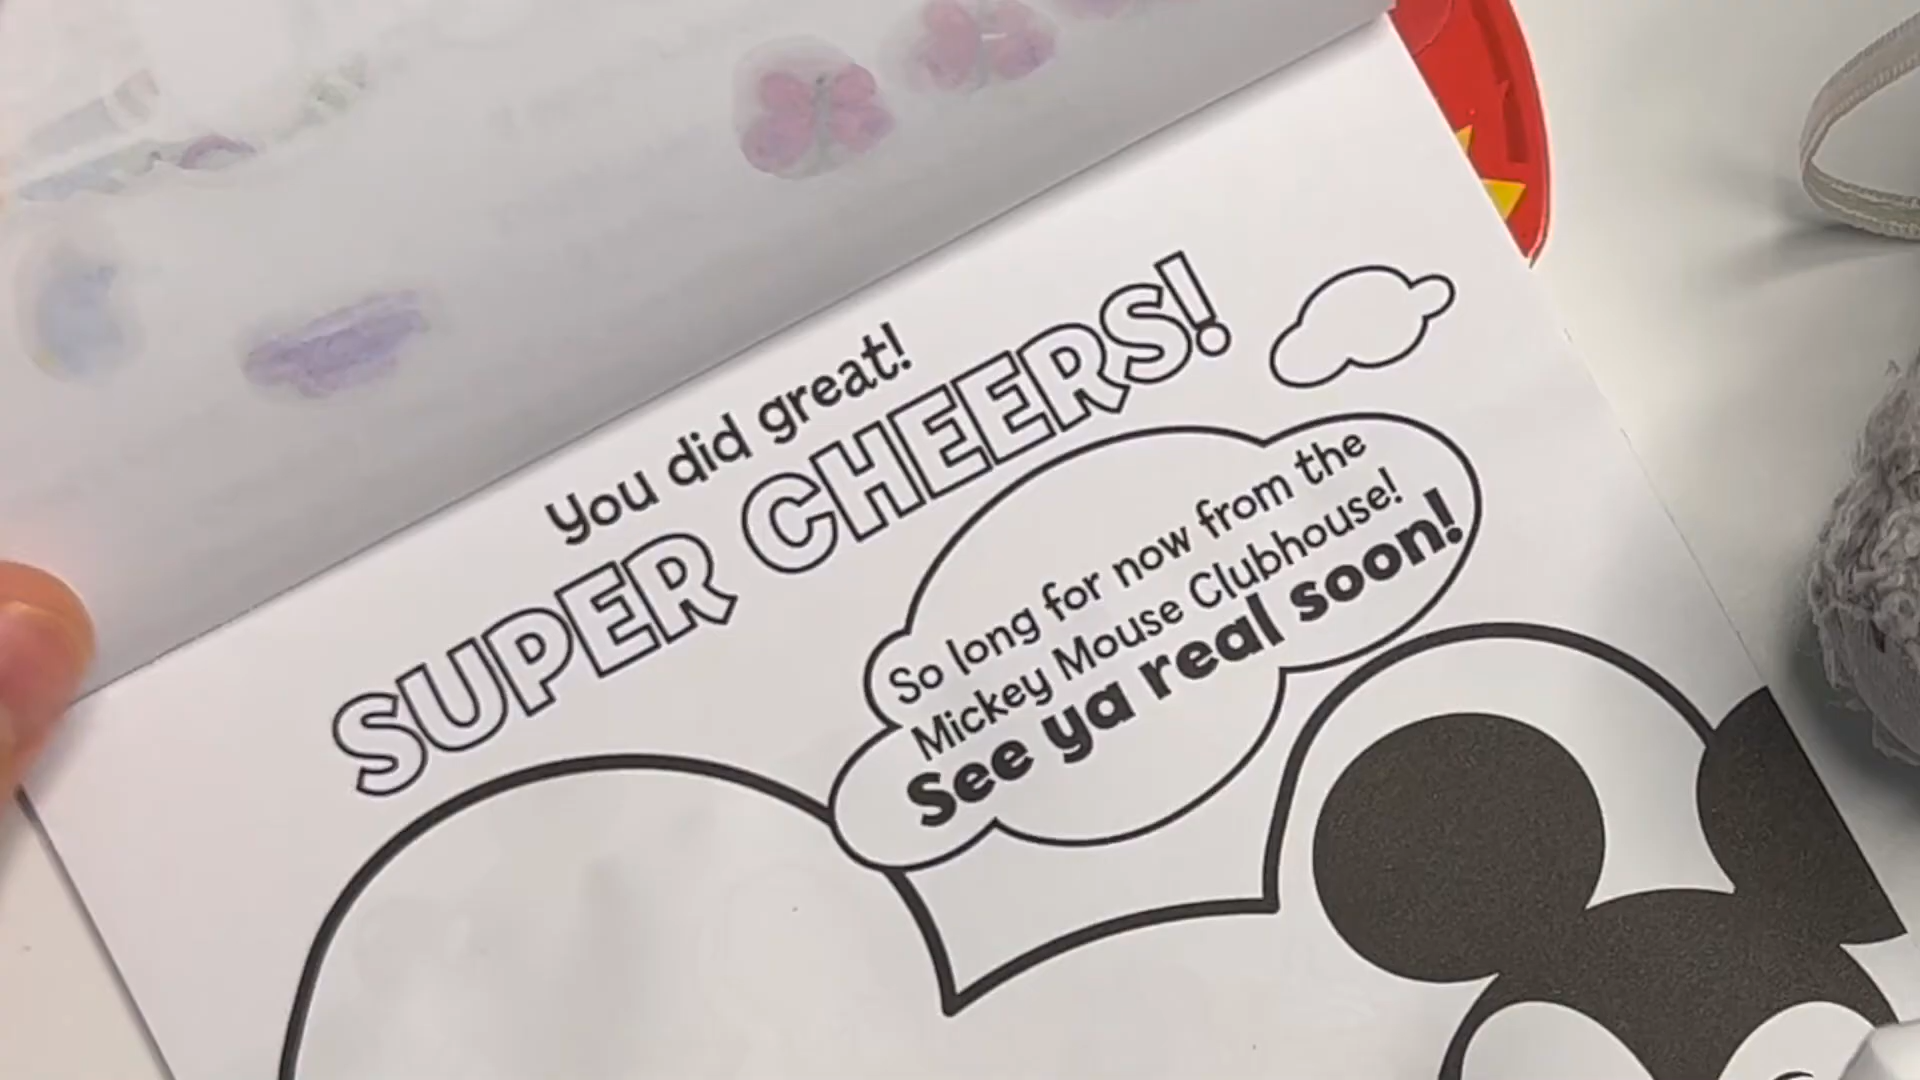 You did great!
SUPER CHEERS!
So long for now from the
Mickey Mouse Clubhouse!
See ya real soon!